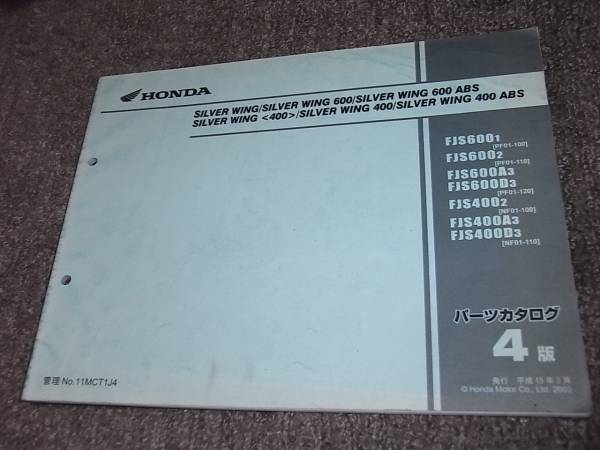 HONDA
SILVER WING/SILVER WING 600/SILVER WING 600 ABS
SILVER WING <400>/SILVER WING 400/SILVER WING 400 ABS
FJS6001
[PF01-100]
FJS6002
[PF01-110]
FJS600A3
FJS600D3
[PF01-120]
FJS4002
[NF01-100]
FJS400A3
FJS400D3
[NF01-110]
パーツカタログ
4版
管理 No.11MCT1J4
発行 平成15年3月
© Honda Motor Co., Ltd. 2003